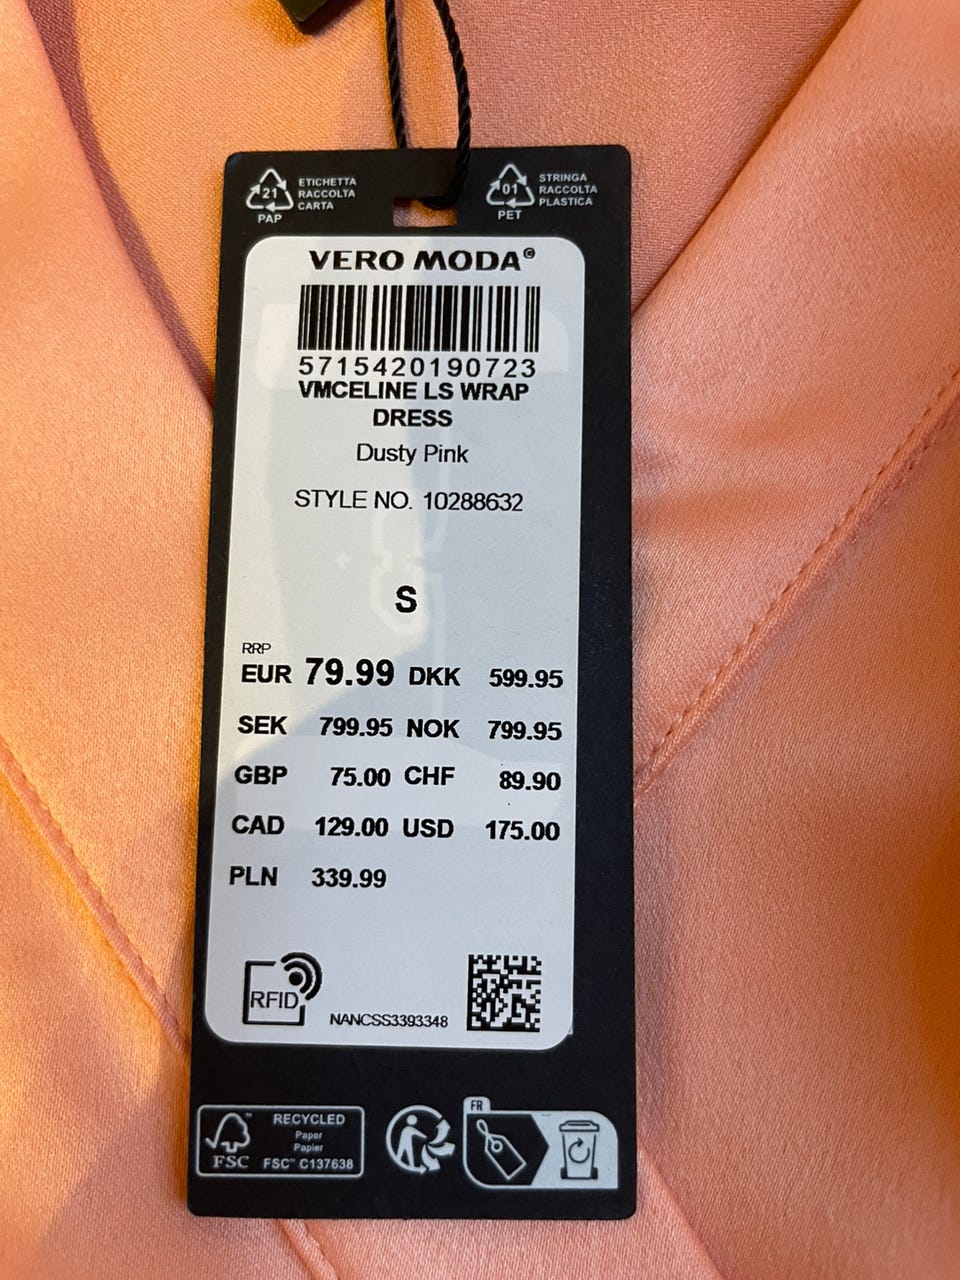 21
PAP
ETICHETTA
RACCOLTA
CARTA
01
PET
STRINGA
RACCOLTA
PLASTICA
VERO MODA®
5715420190723
VMCELINE LS WRAP
DRESS
Dusty Pink
STYLE NO. 10288632
S
RRP
EUR 79.99 DKK 599.95
SEK 799.95 NOK 799.95
GBP 75.00 CHF 89.90
CAD 129.00 USD 175.00
PLN 339.99
RFID
NANCSS3393348
FSC
RECYCLED
Paper
Papier
FSC™ C137638
FR